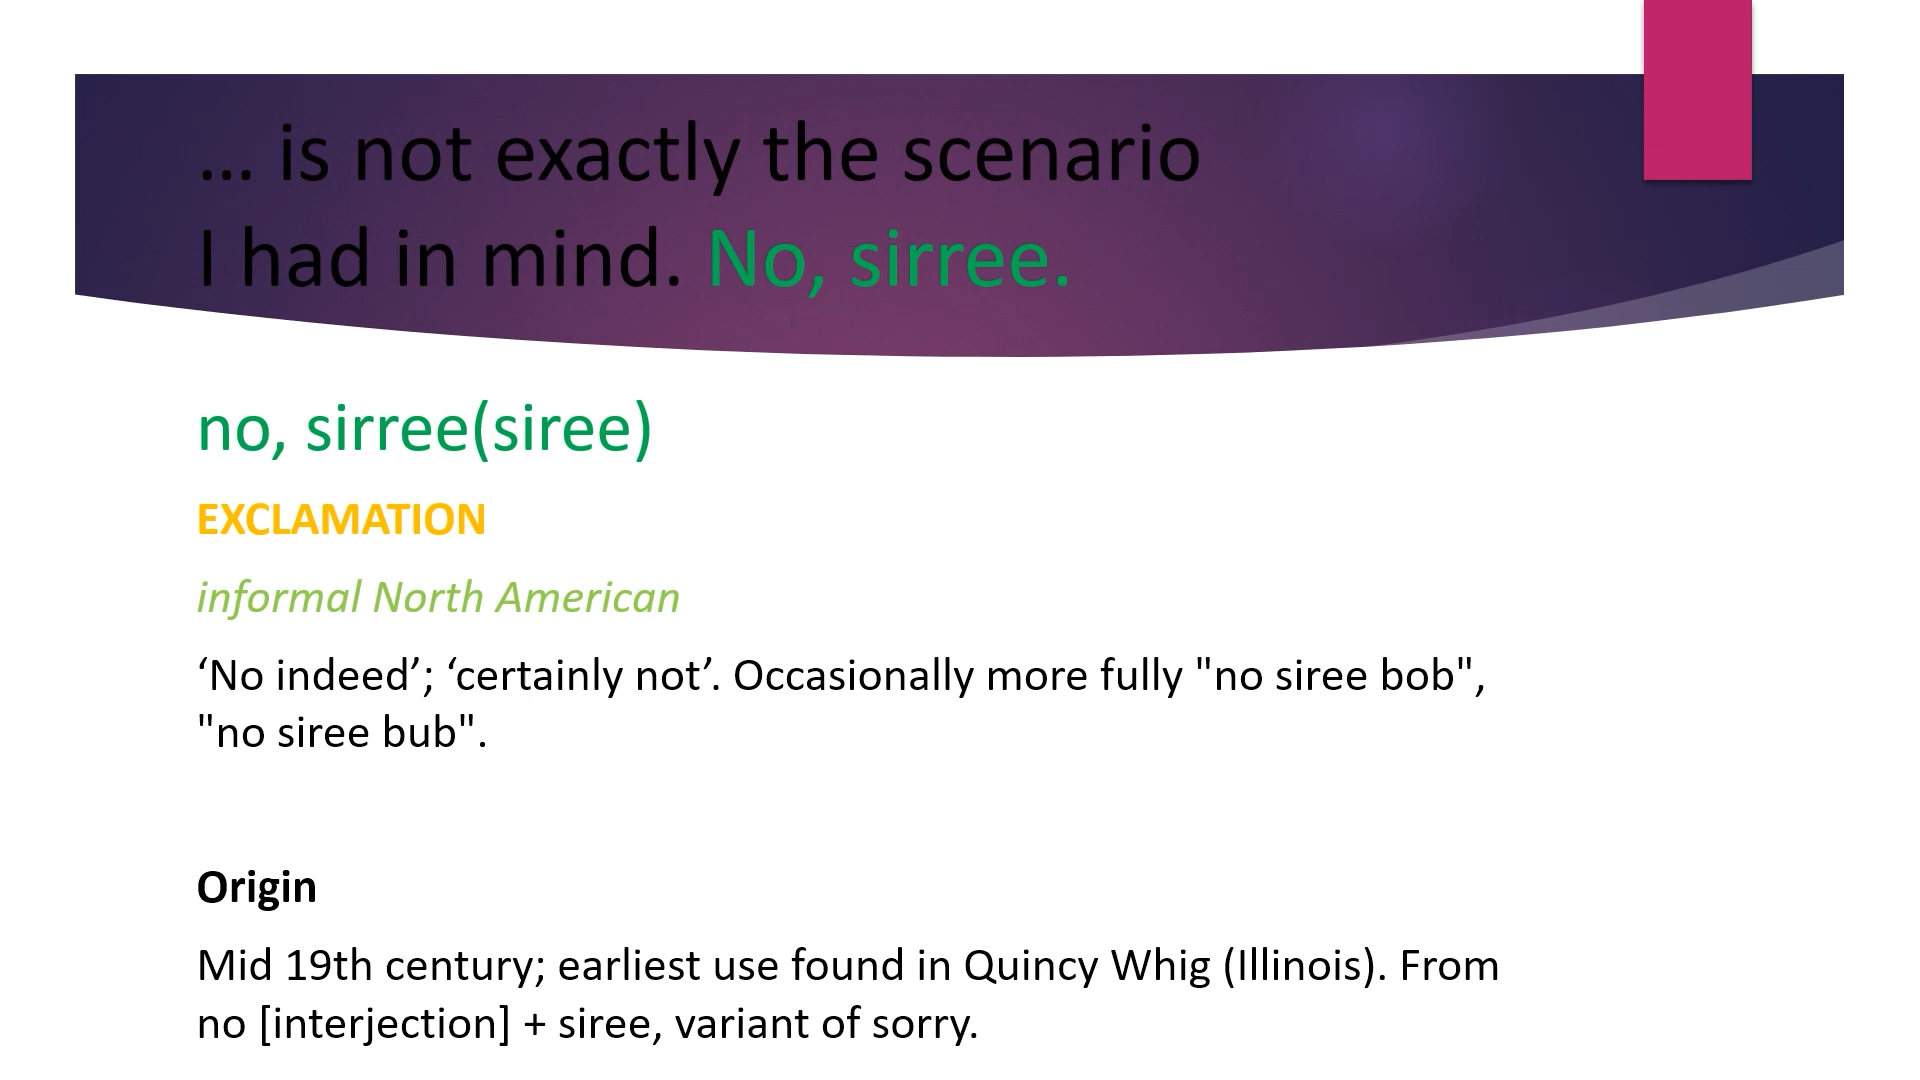 ... is not exactly the scenario
I had in mind. No, sirree.
no, sirree(siree)
EXCLAMATION
informal North American
‘No indeed’; ‘certainly not’. Occasionally more fully "no siree bob",
"no siree bub".
Origin
Mid 19th century; earliest use found in Quincy Whig (Illinois). From
no [interjection] + siree, variant of sorry.